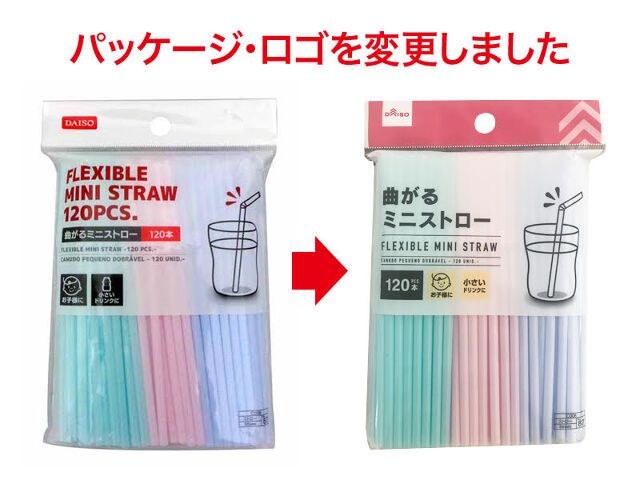 パッケージ・ロゴを変更しました
DAISO
FLEXIBLE
MINI STRAW
120PCS.
曲がるミニストロー 120本
FLEXIBLE MINI STRAW -120 PCS.-
CANUDO PEQUENO DOBRÁVEL - 120 UNID.-
お子様に
小さい
ドリンクに
DAISO
曲がる
ミニストロー
FLEXIBLE MINI STRAW
CANUDO PEQUENO DOBRÁVEL - 120 UNID.-
120 PCS 本
お子様に
小さい
ドリンクに